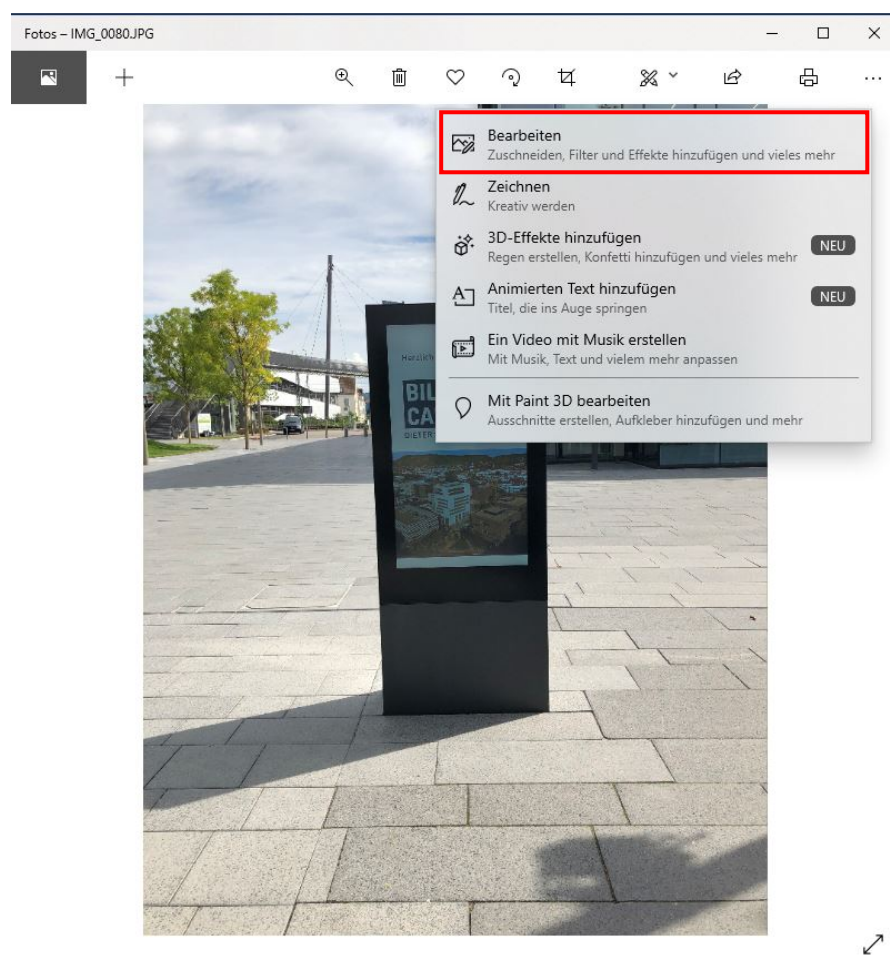 Fotos – IMG_0080.JPG
Bearbeiten
Zuschneiden, Filter und Effekte hinzufügen und vieles mehr
Zeichnen
Kreativ werden
3D-Effekte hinzufügen
NEU
Regen erstellen, Konfetti hinzufügen und vieles mehr
Animierten Text hinzufügen
NEU
Titel, die ins Auge springen
Ein Video mit Musik erstellen
Mit Musik, Text und vielem mehr anpassen
Mit Paint 3D bearbeiten
Ausschnitte erstellen, Aufkleber hinzufügen und mehr
Herzlich
BIL
CA